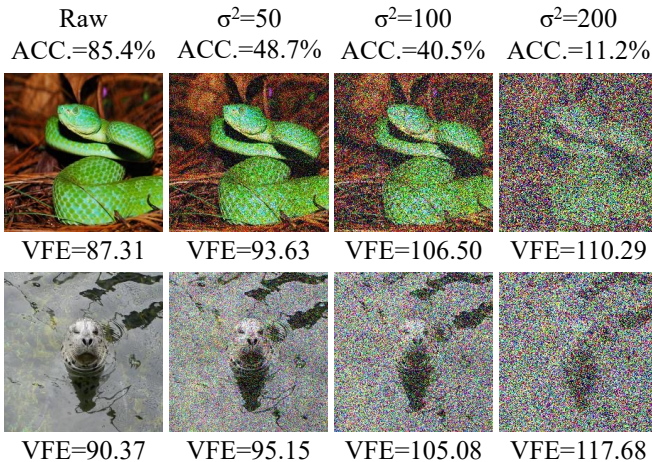 Raw σ²=50 σ²=100 σ²=200
ACC.=85.4% ACC.=48.7% ACC.=40.5% ACC.=11.2%
VFE=87.31 VFE=93.63 VFE=106.50 VFE=110.29
VFE=90.37 VFE=95.15 VFE=105.08 VFE=117.68